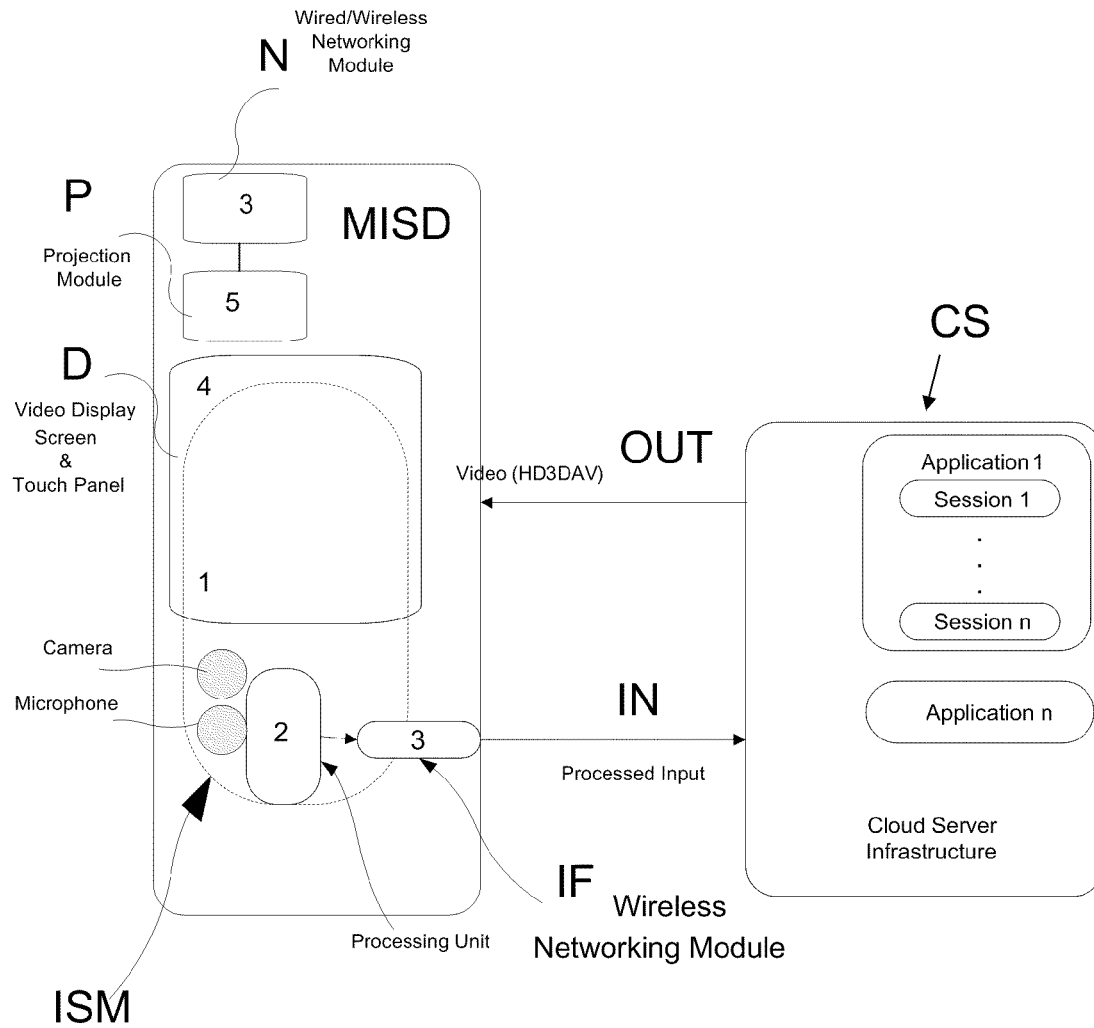 Wired/Wireless
Networking
Module
N
P
3
MISD
Projection
Module
5
D
4
Video Display
Screen
&
Touch Panel
1
Camera
Microphone
2
3
Processing Unit
ISM
IF Wireless
Networking Module
OUT
Video (HD3DAV)
IN
Processed Input
CS
Application 1
Session 1
.
.
.
Session n
Application n
Cloud Server
Infrastructure